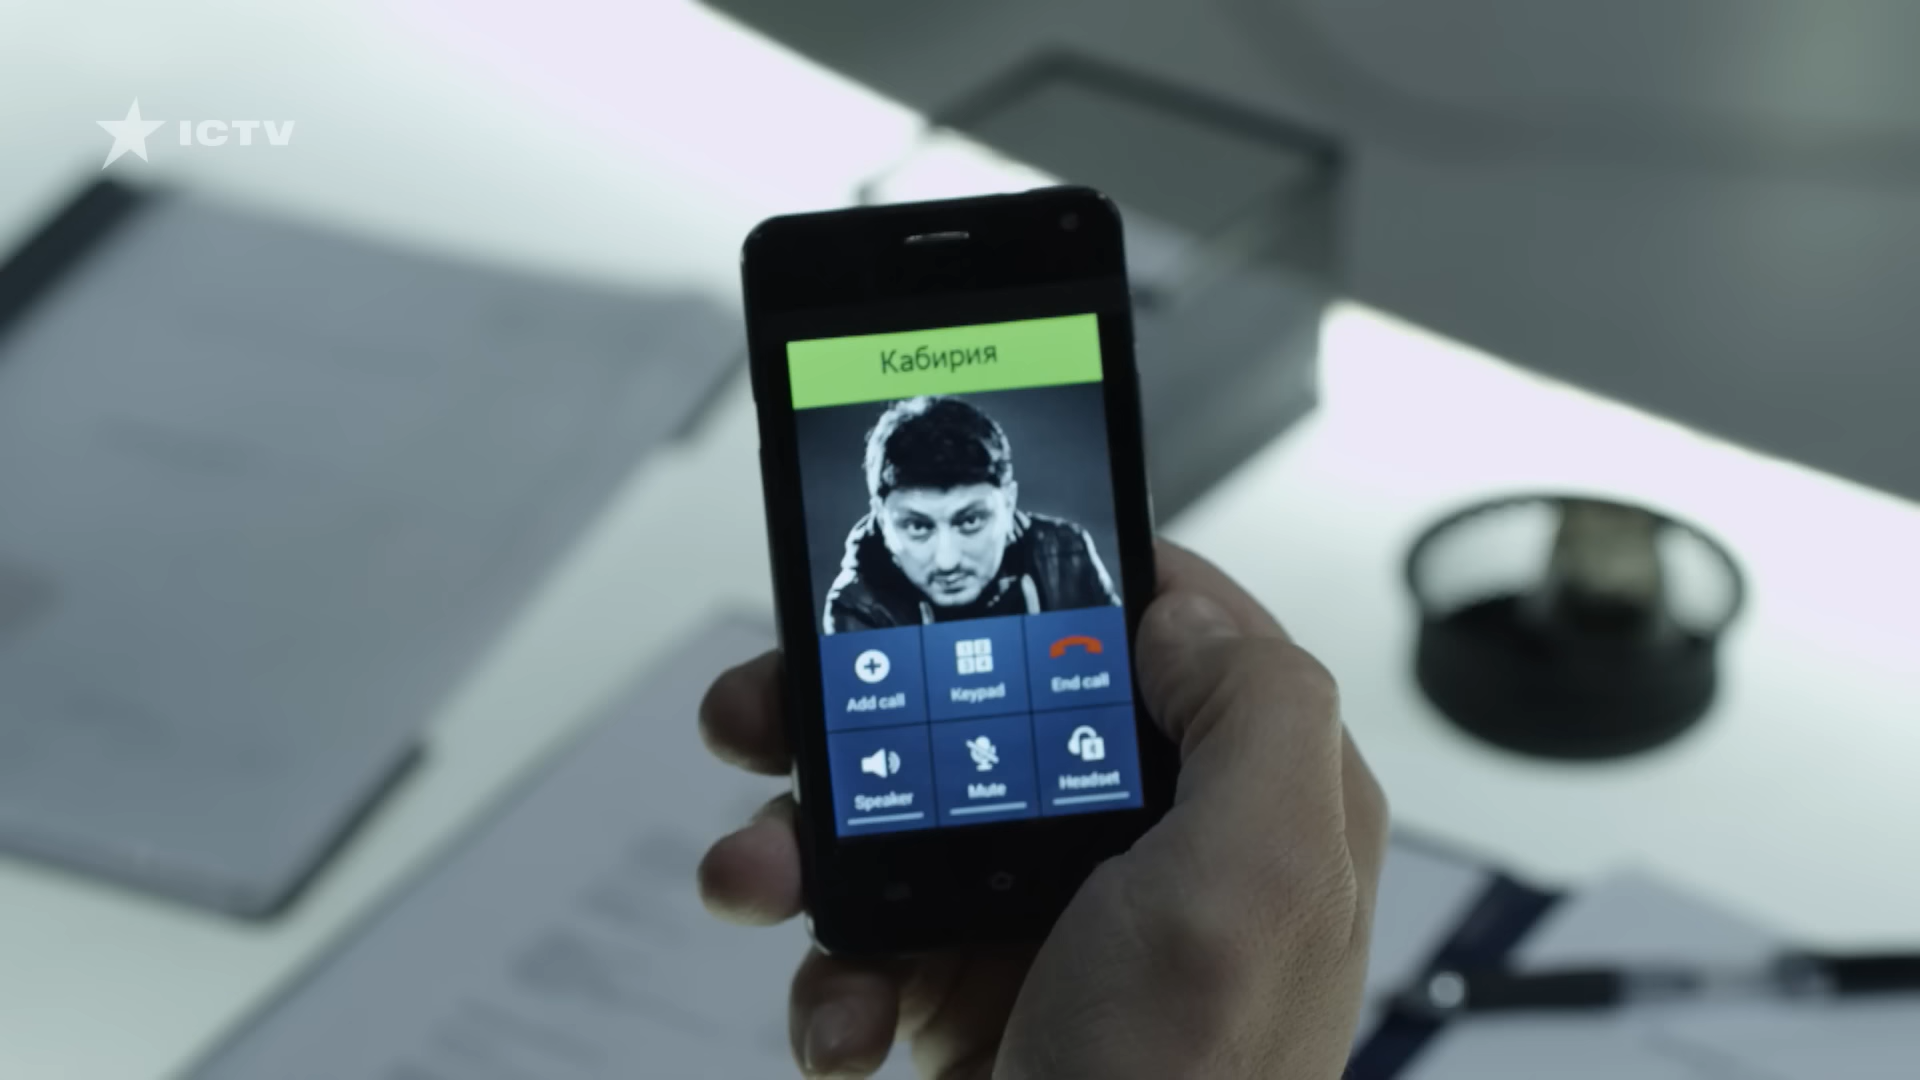 ICTV
Кабирия
Add call
Keypad
End call
Speaker
Mute
Headset